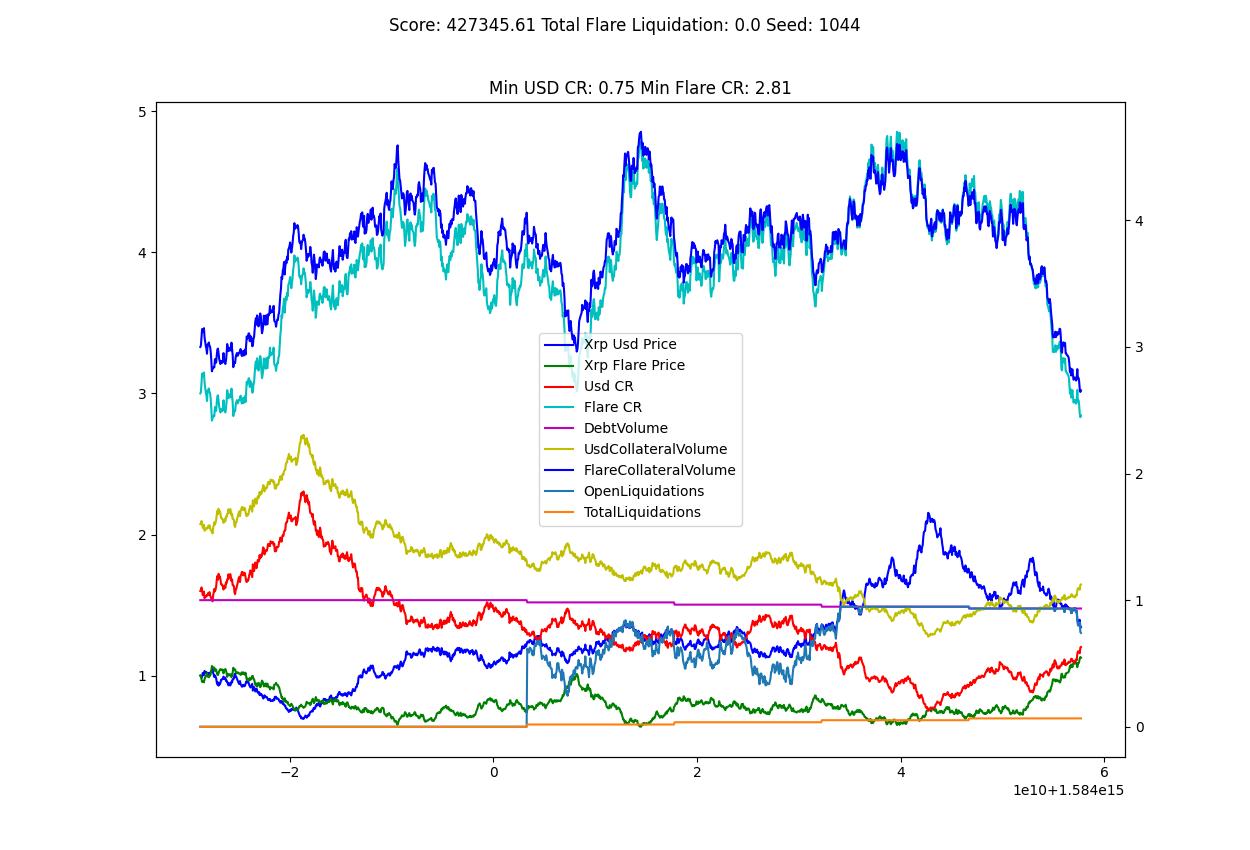 Score: 427345.61 Total Flare Liquidation: 0.0 Seed: 1044
Min USD CR: 0.75 Min Flare CR: 2.81
5
4
3
2
1
4
3
2
1
0
Xrp Usd Price
Xrp Flare Price
Usd CR
Flare CR
DebtVolume
UsdCollateralVolume
FlareCollateralVolume
OpenLiquidations
TotalLiquidations
−2 0 2 4 6
1e10+1.584e15